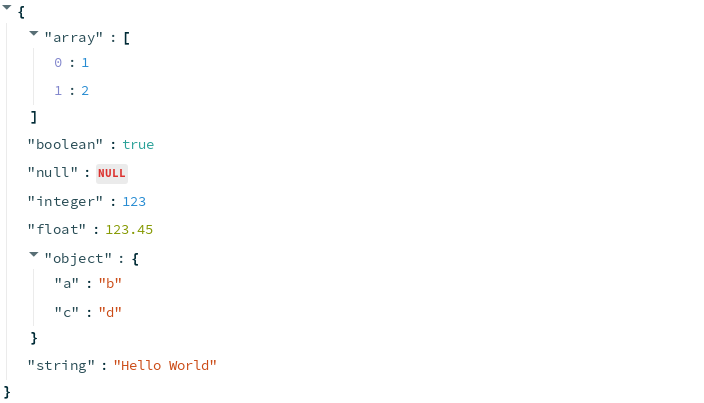 {
"array" : [
0 : 1
1 : 2
]
"boolean" : true
"null" : NULL
"integer" : 123
"float" : 123.45
"object" : {
"a" : "b"
"c" : "d"
}
"string" : "Hello World"
}